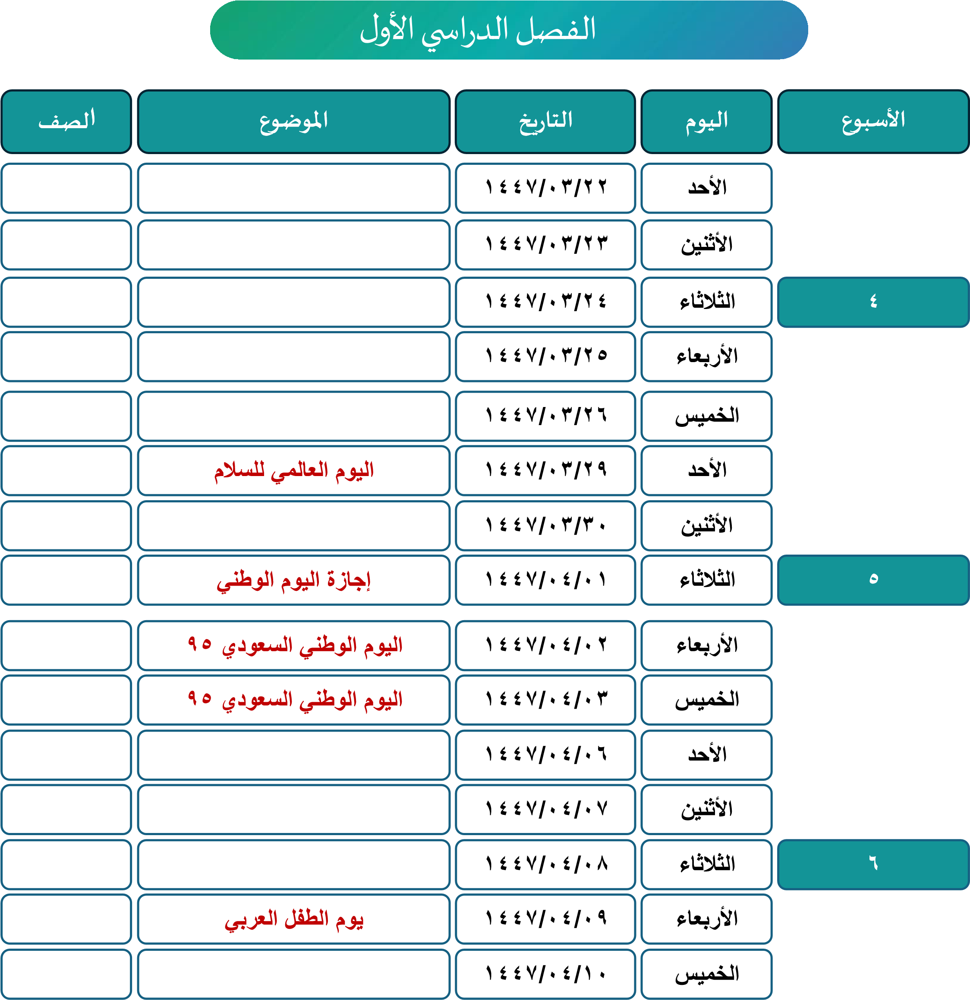 الفصل الدراسي الأول
الأسبوع اليوم التاريخ الموضوع الصف
الأحد ١٤٤٧/٠٣/٢٢
الأثنين ١٤٤٧/٠٣/٢٣
٤ الثلاثاء ١٤٤٧/٠٣/٢٤
الأربعاء ١٤٤٧/٠٣/٢٥
الخميس ١٤٤٧/٠٣/٢٦
الأحد ١٤٤٧/٠٣/٢٩ اليوم العالمي للسلام
الأثنين ١٤٤٧/٠٣/٣٠
٥ الثلاثاء ١٤٤٧/٠٤/٠١ إجازة اليوم الوطني
الأربعاء ١٤٤٧/٠٤/٠٢ اليوم الوطني السعودي ٩٥
الخميس ١٤٤٧/٠٤/٠٣ اليوم الوطني السعودي ٩٥
الأحد ١٤٤٧/٠٤/٠٦
الأثنين ١٤٤٧/٠٤/٠٧
٦ الثلاثاء ١٤٤٧/٠٤/٠٨
الأربعاء ١٤٤٧/٠٤/٠٩ يوم الطفل العربي
الخميس ١٤٤٧/٠٤/١٠